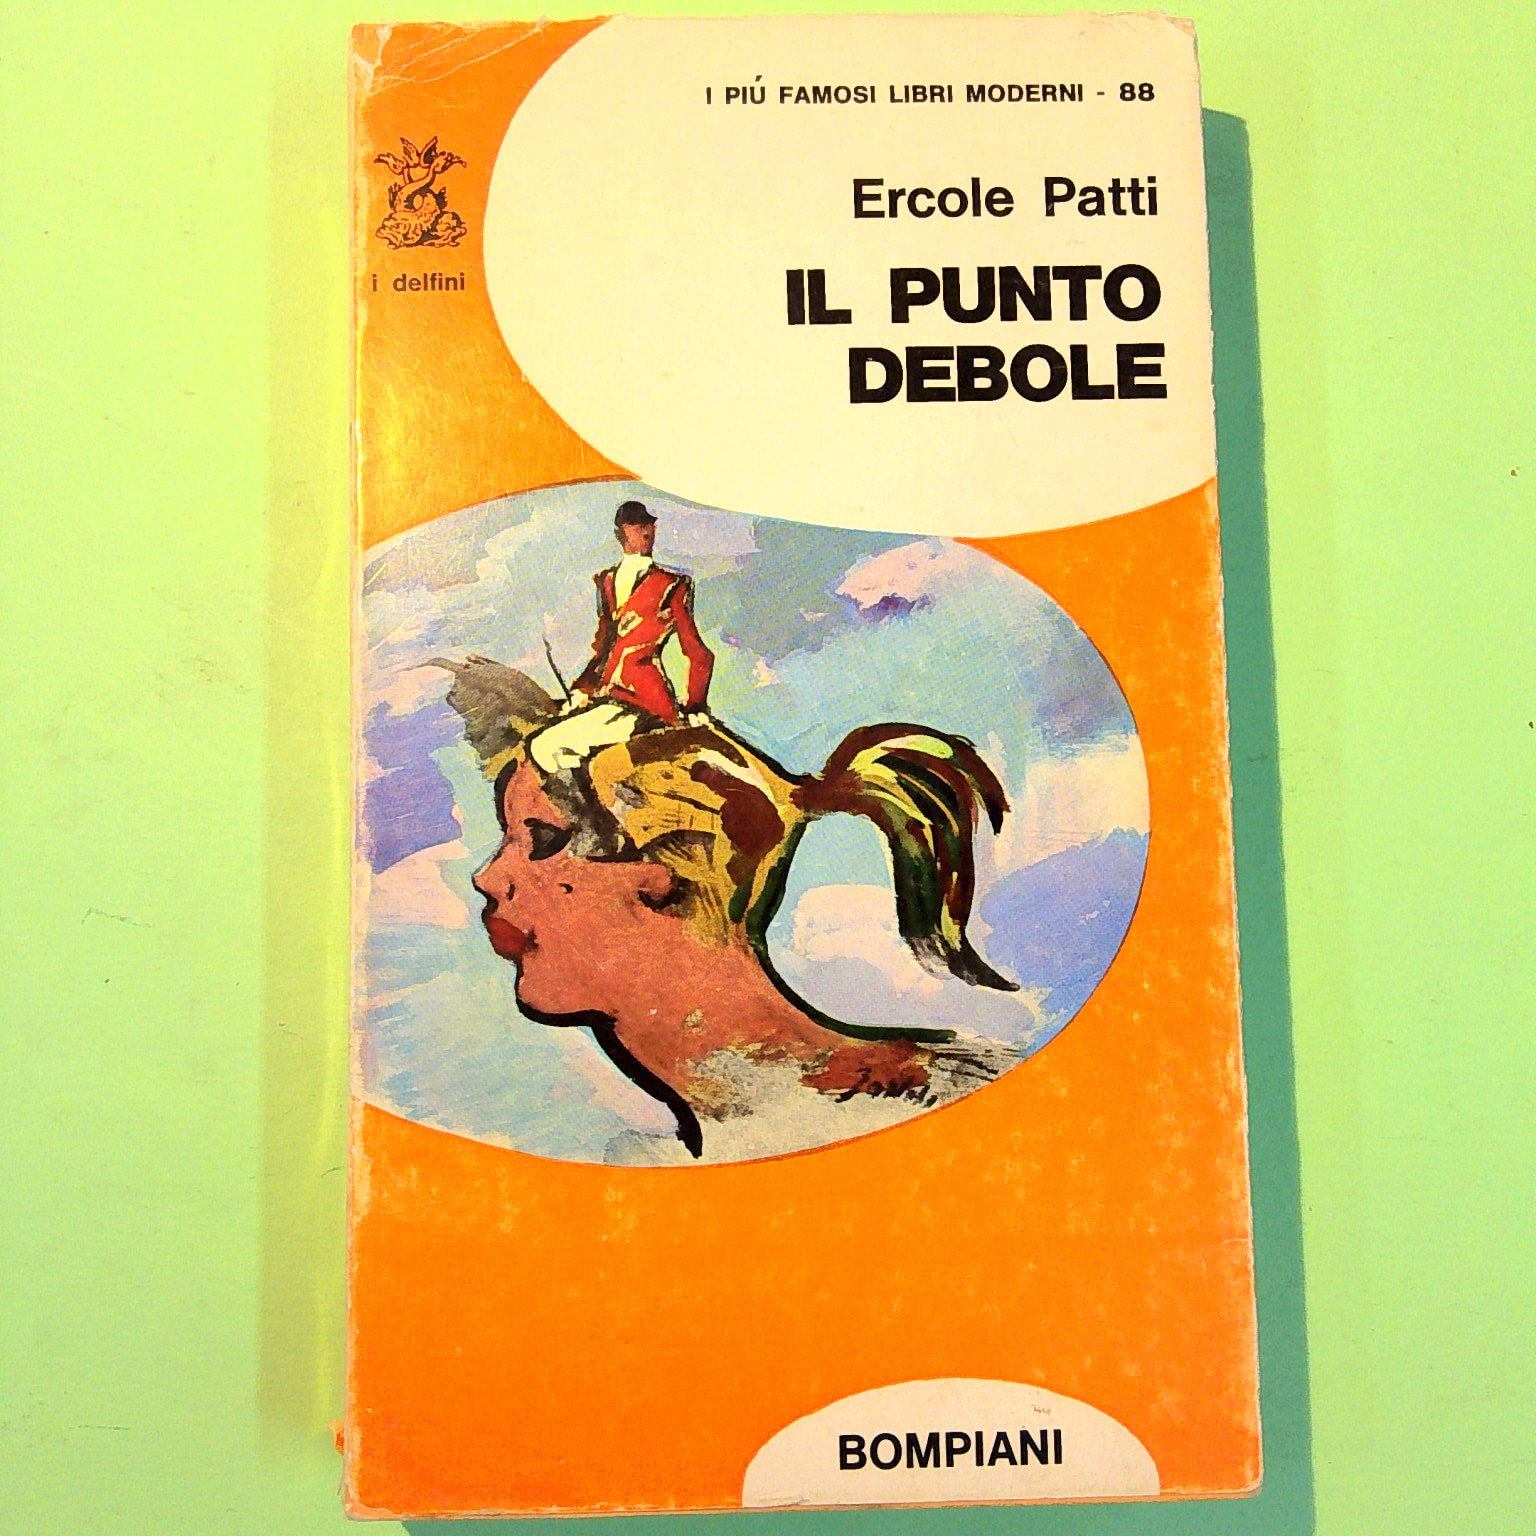 I PIÚ FAMOSI LIBRI MODERNI - 88
Ercole Patti
IL PUNTO
DEBOLE
i delfini
BOMPIANI